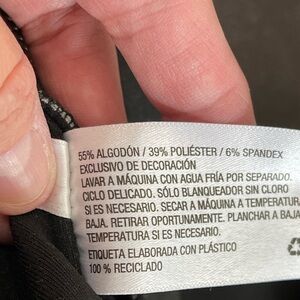 55% ALGODÓN / 39% POLIÉSTER / 6% SPANDEX
EXCLUSIVO DE DECORACIÓN
LAVAR A MÁQUINA CON AGUA FRÍA POR SEPARADO.
CICLO DELICADO. SÓLO BLANQUEADOR SIN CLORO
SI ES NECESARIO. SECAR A MÁQUINA A TEMPERATURA
BAJA. RETIRAR OPORTUNAMENTE. PLANCHAR A BAJA
TEMPERATURA SI ES NECESARIO.
ETIQUETA ELABORADA CON PLÁSTICO
100 % RECICLADO